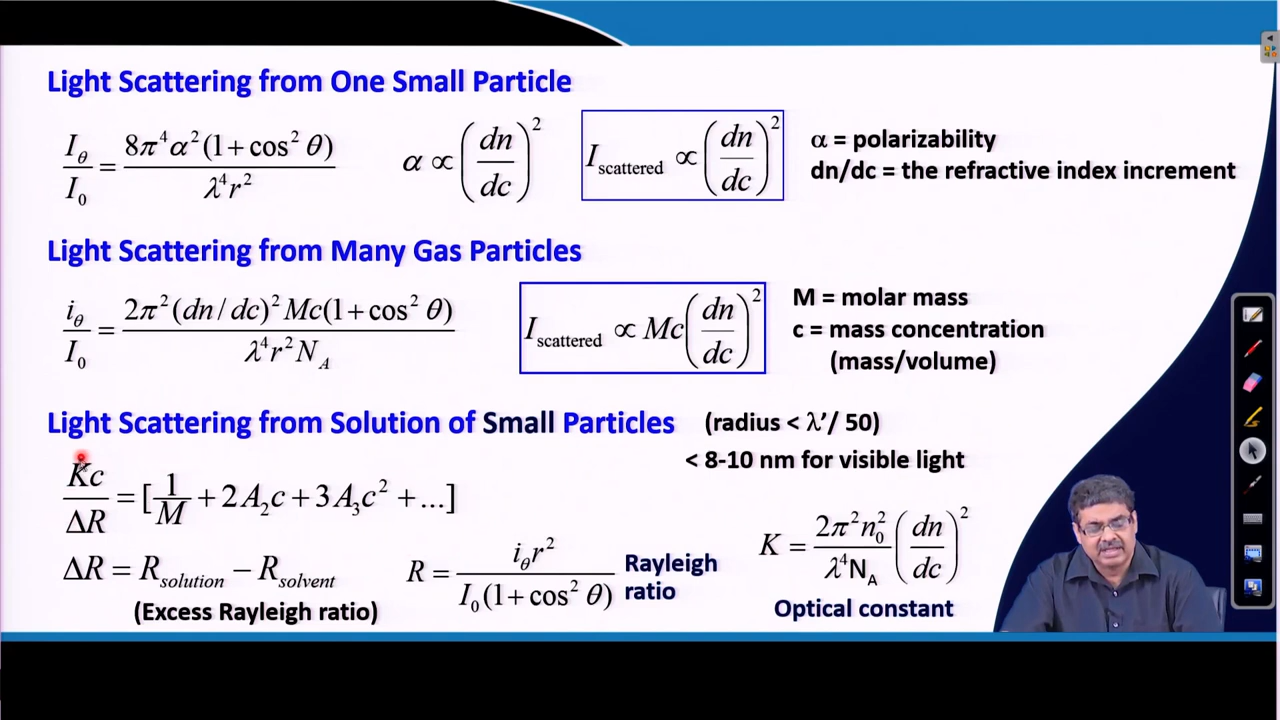 Light Scattering from One Small Particle
I_θ / I_0 = 8π⁴α²(1+cos² θ) / λ⁴r²
α ∝ (dn/dc)²
I_scattered ∝ (dn/dc)²
α = polarizability
dn/dc = the refractive index increment
Light Scattering from Many Gas Particles
i_θ / I_0 = 2π²(dn/dc)² Mc(1+cos² θ) / λ⁴r²N_A
I_scattered ∝ Mc(dn/dc)²
M = molar mass
c = mass concentration
(mass/volume)
Light Scattering from Solution of Small Particles (radius < λ′/ 50)
< 8-10 nm for visible light
Kc / ΔR = [1/M + 2A₂c + 3A₃c² + ...]
ΔR = R_solution − R_solvent
(Excess Rayleigh ratio)
R = i_θr² / I_0(1+cos² θ)
Rayleigh
ratio
K = 2π²n₀² / λ⁴N_A (dn/dc)²
Optical constant